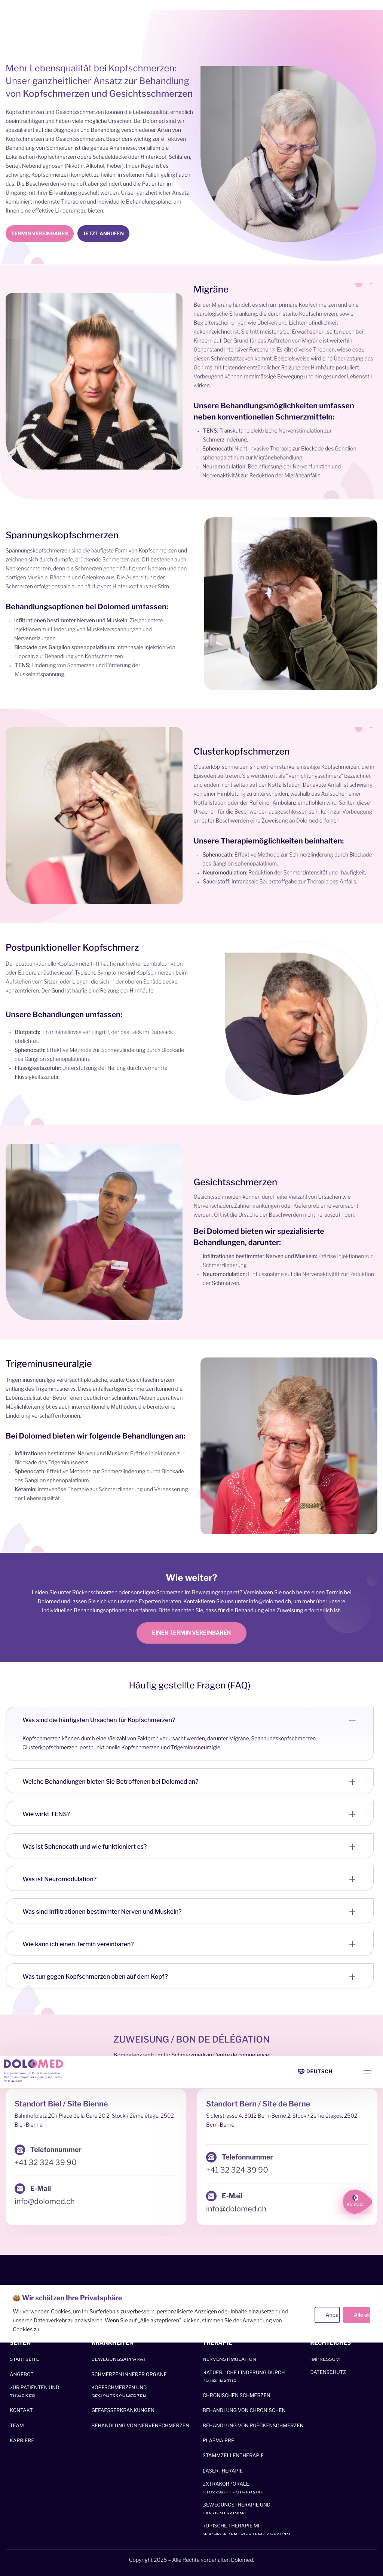 Mehr Lebensqualität bei Kopfschmerzen:
Unser ganzheitlicher Ansatz zur Behandlung
von Kopfschmerzen und Gesichtsschmerzen
Kopfschmerzen und Gesichtsschmerzen können die Lebensqualität erheblich
beeinträchtigen und haben viele mögliche Ursachen. Bei Dolomed sind wir
spezialisiert auf die Diagnostik und Behandlung verschiedener Arten von
Kopfschmerzen und Gesichtsschmerzen. Besonders wichtig zur effektiven
Behandlung von Schmerzen ist die genaue Anamnese, vor allem die
Lokalisation (Kopfschmerzen obere Schädeldecke oder Hinterkopf, Schläfen,
Seite), Nebendiagnosen (Nikotin, Alkohol, Fieber). In der Regel ist es
schwierig, Kopfschmerzen komplett zu heilen, in seltenen Fällen gelingt auch
das. Die Beschwerden können oft aber gelindert und die Patienten im
Umgang mit ihrer Erkrankung geschult werden. Unser ganzheitlicher Ansatz
kombiniert modernste Therapien und individuelle Behandlungspläne, um
Ihnen eine effektive Linderung zu bieten.
TERMIN VEREINBAREN
JETZT ANRUFEN
Migräne
Bei der Migräne handelt es sich um primäre Kopfschmerzen und eine
neurologische Erkrankung, die durch starke Kopfschmerzen, sowie
Begleiterscheinungen wie Übelkeit und Lichtempfindlichkeit
gekennzeichnet ist. Sie tritt meistens bei Erwachsenen, selten auch bei
Kindern auf. Der Grund für das Auftreten von Migräne ist weiterhin
Gegenstand intensiver Forschung. Es gibt diverse Theorien, wieso es zu
diesen Schmerzattacken kommt. Beispielsweise wird eine Überlastung des
Gehirns mit folgender entzündlicher Reizung der Hirnhäute postuliert.
Vorbeugend können regelmässige Bewegung und ein gesunder Lebensstil
wirken.
Unsere Behandlungsmöglichkeiten umfassen
neben konventionellen Schmerzmitteln:
TENS: Transkutane elektrische Nervenstimulation zur
Schmerzlinderung.
Sphenocath: Nicht-invasive Therapie zur Blockade des Ganglion
sphenopalatinum zur Migränebehandlung.
Neuromodulation: Beeinflussung der Nervenfunktion und
Nervenaktivität zur Reduktion der Migräneanfälle.
Spannungskopfschmerzen
Spannungskopfschmerzen sind die häufigste Form von Kopfschmerzen und
zeichnen sich durch dumpfe, drückende Schmerzen aus. Oft bestehen auch
Nackenschmerzen, denn die Schmerzen gehen häufig vom Nacken und den
dortigen Muskeln, Bändern und Gelenken aus. Die Ausbreitung der
Schmerzen erfolgt deshalb auch häufig vom Hinterkopf aus zur Stirn.
Behandlungsoptionen bei Dolomed umfassen:
Infiltrationen bestimmter Nerven und Muskeln: Zielgerichtete
Injektionen zur Linderung von Muskelverspannungen und
Nervenreizungen
Blockade des Ganglion sphenopalatinum: Intranasale Injektion von
Lidocain zur Behandlung von Kopfschmerzen.
TENS: Linderung von Schmerzen und Förderung der
Muskelentspannung.
Clusterkopfschmerzen
Clusterkopfschmerzen sind extrem starke, einseitige Kopfschmerzen, die in
Episoden auftreten. Sie werden oft als "Vernichtungsschmerz" bezeichnet
und enden nicht selten auf der Notfallstation. Der akute Anfall ist schwierig
von einer Hirnblutung zu unterscheiden, weshalb das Aufsuchen einer
Notfallstation oder der Ruf einer Ambulanz empfohlen wird. Sollten diese
Ursachen für die Beschwerden ausgeschlossen sein, kann zur Vorbeugung
erneuter Beschwerden eine Zuweisung an Dolomed erfolgen.
Unsere Therapiemöglichkeiten beinhalten:
Sphenocath: Effektive Methode zur Schmerzlinderung durch Blockade
des Ganglion sphenopalatinum.
Neuromodulation: Reduktion der Schmerzintensität und -häufigkeit.
Sauerstoff: Intranasale Sauerstoffgabe zur Therapie des Anfalls.
Postpunktioneller Kopfschmerz
Der postpunktionelle Kopfschmerz tritt häufig nach einer Lumbalpunktion
oder Epiduralanästhesie auf. Typische Symptome sind Kopfschmerzen beim
Aufstehen vom Sitzen oder Liegen, die sich in der oberen Schädeldecke
konzentrieren. Der Gund ist häufig eine Reizung der Hirnhäute.
Unsere Behandlungen umfassen:
Blutpatch: Ein minimalinvasiver Eingriff, der das Leck im Durasack
abdichtet.
Sphenocath: Effektive Methode zur Schmerzlinderung durch Blockade
des Ganglion sphenopalatinum.
Flüssigkeitszufuhr: Unterstützung der Heilung durch vermehrte
Flüssigkeitszufuhr.
Gesichtsschmerzen
Gesichtsschmerzen können durch eine Vielzahl von Ursachen wie
Nervenschäden, Zahnerkrankungen oder Kieferprobleme verursacht
werden. Oft ist die Ursache der Beschwerden nicht herauszufinden.
Bei Dolomed bieten wir spezialisierte
Behandlungen, darunter:
Infiltrationen bestimmter Nerven und Muskeln: Präzise Injektionen zur
Schmerzlinderung.
Neuromodulation: Einflussnahme auf die Nervenaktivität zur Reduktion
der Schmerzen.
Trigeminusneuralgie
Trigeminusneuralgie verursacht plötzliche, starke Gesichtsschmerzen
entlang des Trigeminusnervs. Diese anfallsartigen Schmerzen können die
Lebensqualität der Betroffenen deutlich einschränken. Neben operativen
Möglichkeiten gibt es auch interventionelle Methoden, die bereits eine
Linderung verschaffen können.
Bei Dolomed bieten wir folgende Behandlungen an:
Infiltrationen bestimmter Nerven und Muskeln: Präzise Injektionen zur
Blockade des Trigeminusnervs.
Sphenocath: Effektive Methode zur Schmerzlinderung durch Blockade
des Ganglion sphenopalatinum.
Ketamin: Intravenöse Therapie zur Schmerzlinderung und Verbesserung
der Lebensqualität.
Wie weiter?
Leiden Sie unter Rückenschmerzen oder sonstigen Schmerzen im Bewegungsapparat? Vereinbaren Sie noch heute einen Termin bei
Dolomed und lassen Sie sich von unseren Experten beraten. Kontaktieren Sie uns unter info@dolomed.ch, um mehr über unsere
individuellen Behandlungsoptionen zu erfahren. Bitte beachten Sie, dass für die Behandlung eine Zuweisung erforderlich ist.
EINEN TERMIN VEREINBAREN
Häufig gestellte Fragen (FAQ)
Was sind die häufigsten Ursachen für Kopfschmerzen?
Kopfschmerzen können durch eine Vielzahl von Faktoren verursacht werden, darunter Migräne, Spannungskopfschmerzen,
Clusterkopfschmerzen, postpunktionelle Kopfschmerzen und Trigeminusneuralgie.
Welche Behandlungen bieten Sie Betroffenen bei Dolomed an?
Wie wirkt TENS?
Was ist Sphenocath und wie funktioniert es?
Was ist Neuromodulation?
Was sind Infiltrationen bestimmter Nerven und Muskeln?
Wie kann ich einen Termin vereinbaren?
Was tun gegen Kopfschmerzen oben auf dem Kopf?
ZUWEISUNG / BON DE DÉLÉGATION
Kompetenzzentrum für Schmerzmedizin Centre de compétence
DOLOMED
DEUTSCH
Standort Biel / Site Bienne
Bahnhofplatz 2C / Place de la Gare 2C 2. Stock / 2ème étage, 2502
Biel-Bienne
Telefonnummer
+41 32 324 39 90
E-Mail
info@dolomed.ch
Standort Bern / Site de Berne
Sidlerstrasse 4, 3012 Bern-Berne 2. Stock / 2ème étages, 2502
Bern-Berne
Telefonnummer
+41 32 324 39 90
E-Mail
info@dolomed.ch
Kontakt
Wir schätzen Ihre Privatsphäre
Wir verwenden Cookies, um Ihr Surferlebnis zu verbessern, personalisierte Anzeigen oder Inhalte einzusetzen und
unseren Datenverkehr zu analysieren. Wenn Sie auf „Alle akzeptieren" klicken, stimmen Sie der Anwendung von
Cookies zu.
Anpa
Alle ak
SEITEN
STARTSEITE
ANGEBOT
FÜR PATIENTEN UND
ZUWEISER
KONTAKT
TEAM
KARRIERE
KRANKHEITEN
BEWEGUNGSAPPARAT
SCHMERZEN INNERER ORGANE
KOPFSCHMERZEN UND
GESICHTSSCHMERZEN
GEFAESSERKRANKUNGEN
BEHANDLUNG VON NERVENSCHMERZEN
THERAPIE
NERVENSTIMULATION
NATUERLICHE LINDERUNG DURCH
AKUPUNKTUR
CHRONISCHEN SCHMERZEN
BEHANDLUNG VON CHRONISCHEN
BEHANDLUNG VON RUECKENSCHMERZEN
PLASMA PRP
STAMMZELLENTHERAPIE
LASERTHERAPIE
EXTRAKORPORALE
STOSSWELLENTHERAPIE
BEWEGUNGSTHERAPIE UND
FASZIENTRAINING
TOPISCHE THERAPIE MIT
HOCHKONZENTRIERTEM CAPSAICIN
RECHTLICHES
IMPRESSUM
DATENSCHUTZ
Copyright 2025 – Alle Rechte vorbehalten Dolomed.